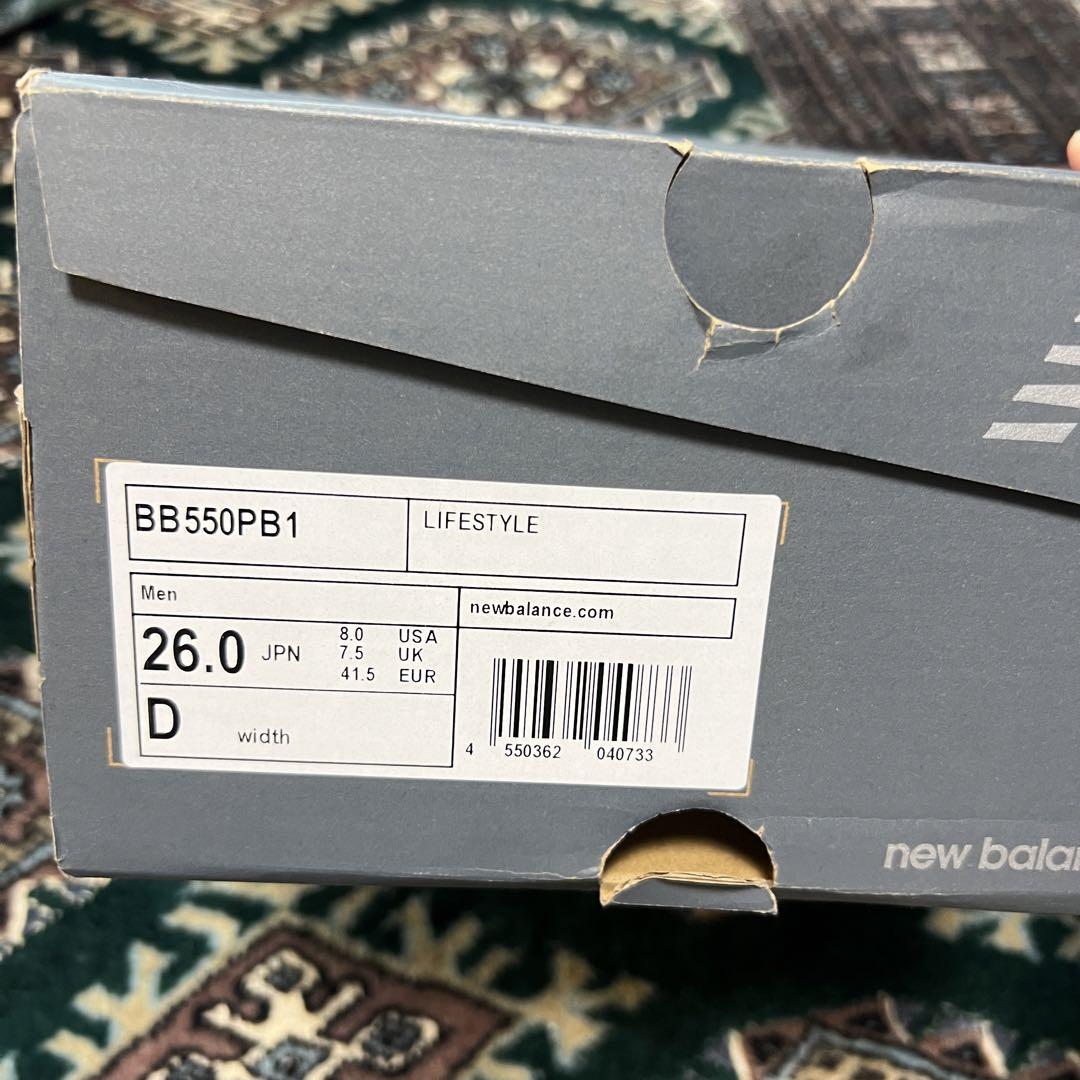 BB550PB1
LIFESTYLE
Men
newbalance.com
26.0 JPN
8.0 USA
7.5 UK
41.5 EUR
D width
4 550362 040733
new balan